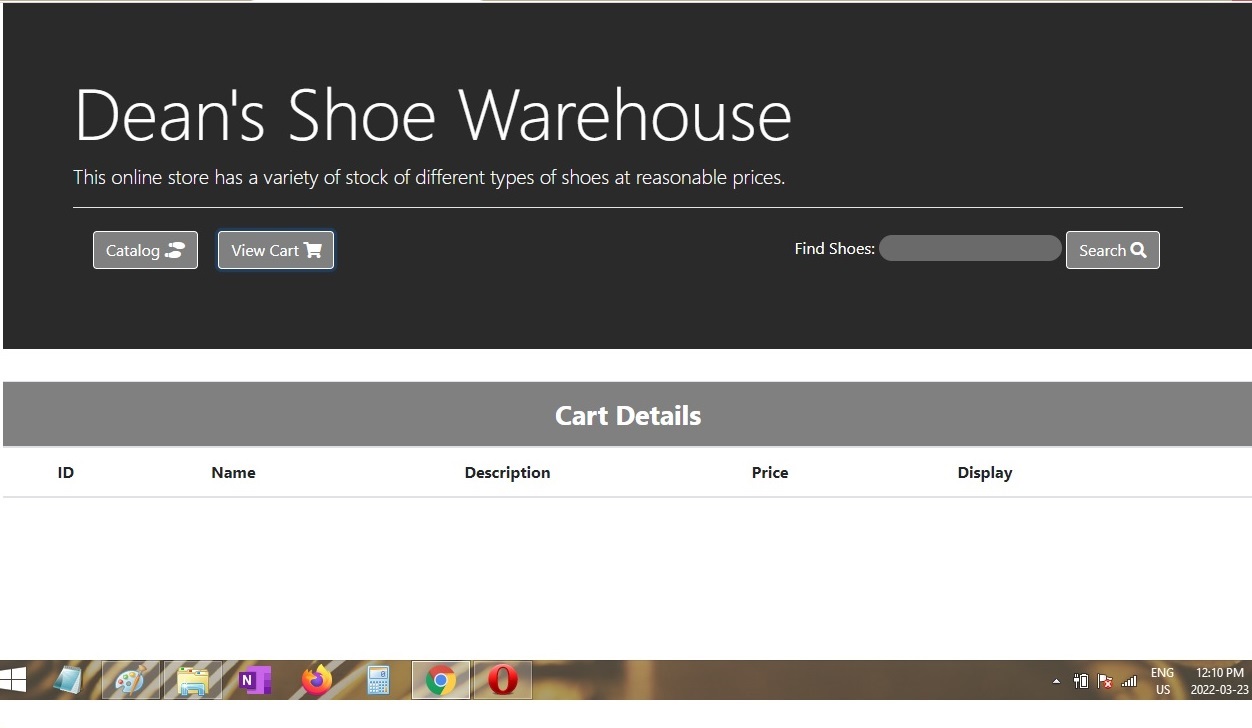 Dean's Shoe Warehouse
This online store has a variety of stock of different types of shoes at reasonable prices.
Catalog View Cart Find Shoes: Search
Cart Details
ID Name Description Price Display
N
ENG 12:10 PM
US 2022-03-23